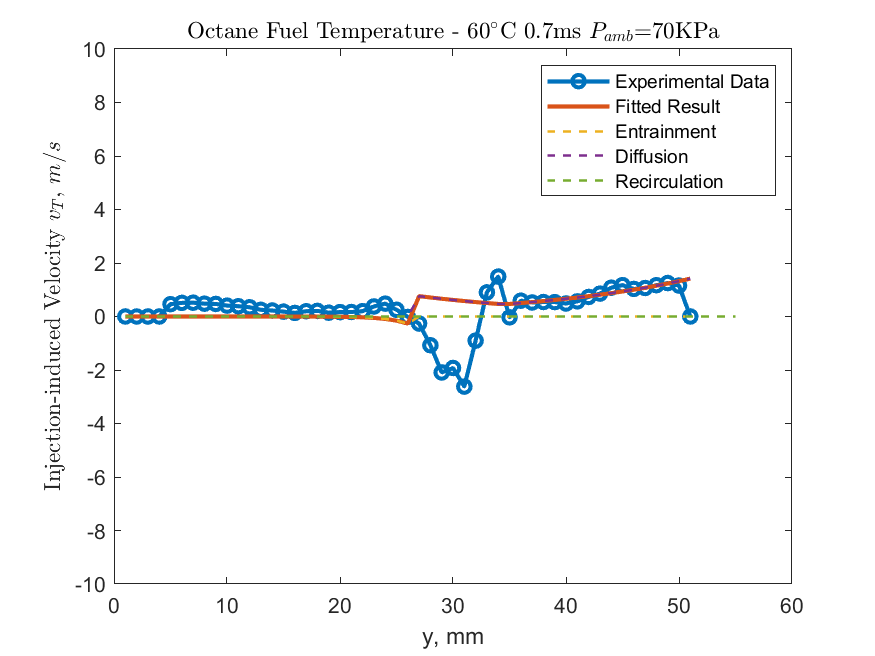 Octane Fuel Temperature - 60°C 0.7ms P_amb=70KPa
10
8
6
4
2
0
-2
-4
-6
-8
-10
Injection-induced Velocity v_T, m/s
Experimental Data
Fitted Result
Entrainment
Diffusion
Recirculation
0 10 20 30 40 50 60
y, mm